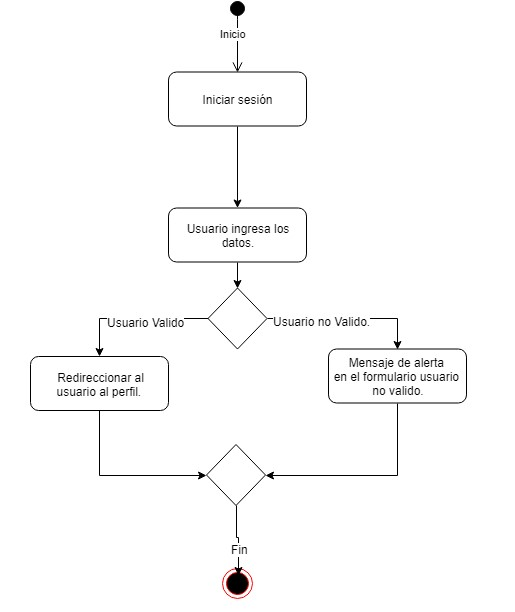 Inicio
Iniciar sesión
Usuario ingresa los
datos.
Usuario Valido
Usuario no Valido.
Redireccionar al
usuario al perfil.
Mensaje de alerta
en el formulario usuario
no valido.
Fin